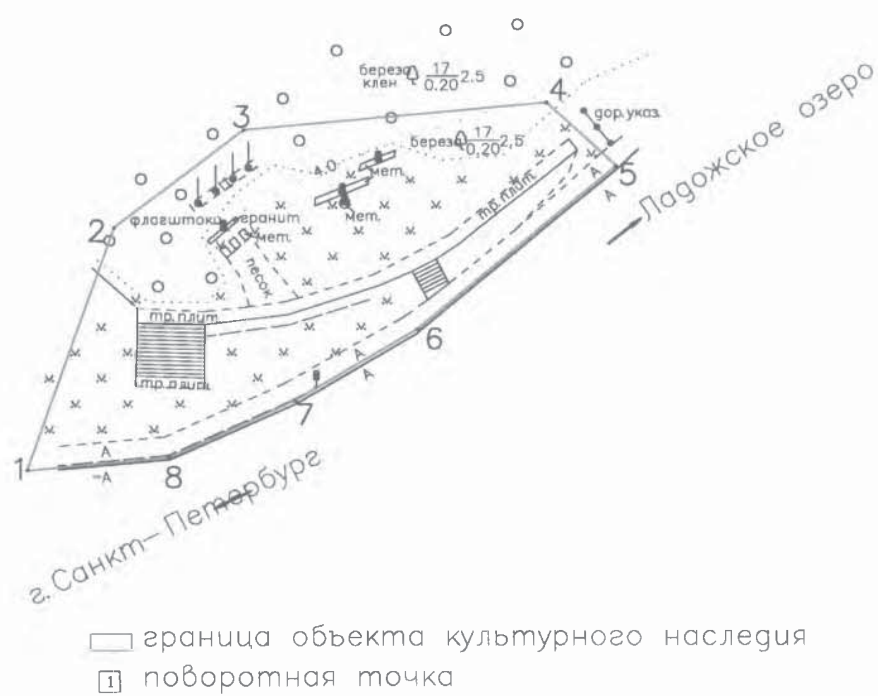 береза 17
клен 0.20 2.5
4
3
дор. указ.
береза 17
0.20 2,5
4.0
мет.
5
Ладожское озеро
тр. плит.
флагштоки
гранит
мет.
мет.
2
песок
тр. плит.
6
тр. плит.
А
А
А
А
7
1
А
А
8
г. Санкт-Петербург
граница объекта культурного наследия
1 поворотная точка